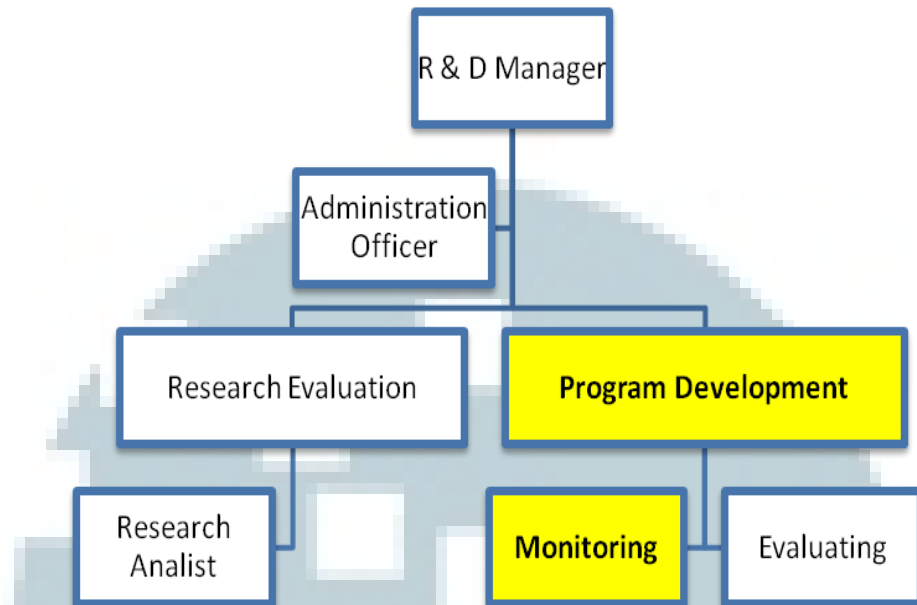 R & D Manager
Administration
Officer
Research Evaluation
Program Development
Research
Analist
Monitoring
Evaluating